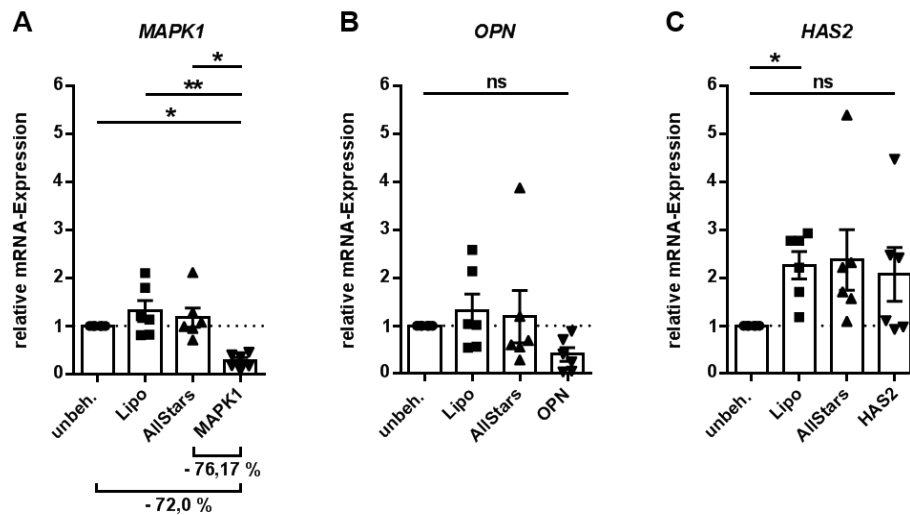 A
MAPK1
*
**
*
relative mRNA-Expression
6
5
4
3
2
1
0
unbeh.
Lipo
AllStars
MAPK1
- 76,17 %
- 72,0 %
B
OPN
ns
relative mRNA-Expression
6
5
4
3
2
1
0
unbeh.
Lipo
AllStars
OPN
C
HAS2
*
ns
relative mRNA-Expression
6
5
4
3
2
1
0
unbeh.
Lipo
AllStars
HAS2